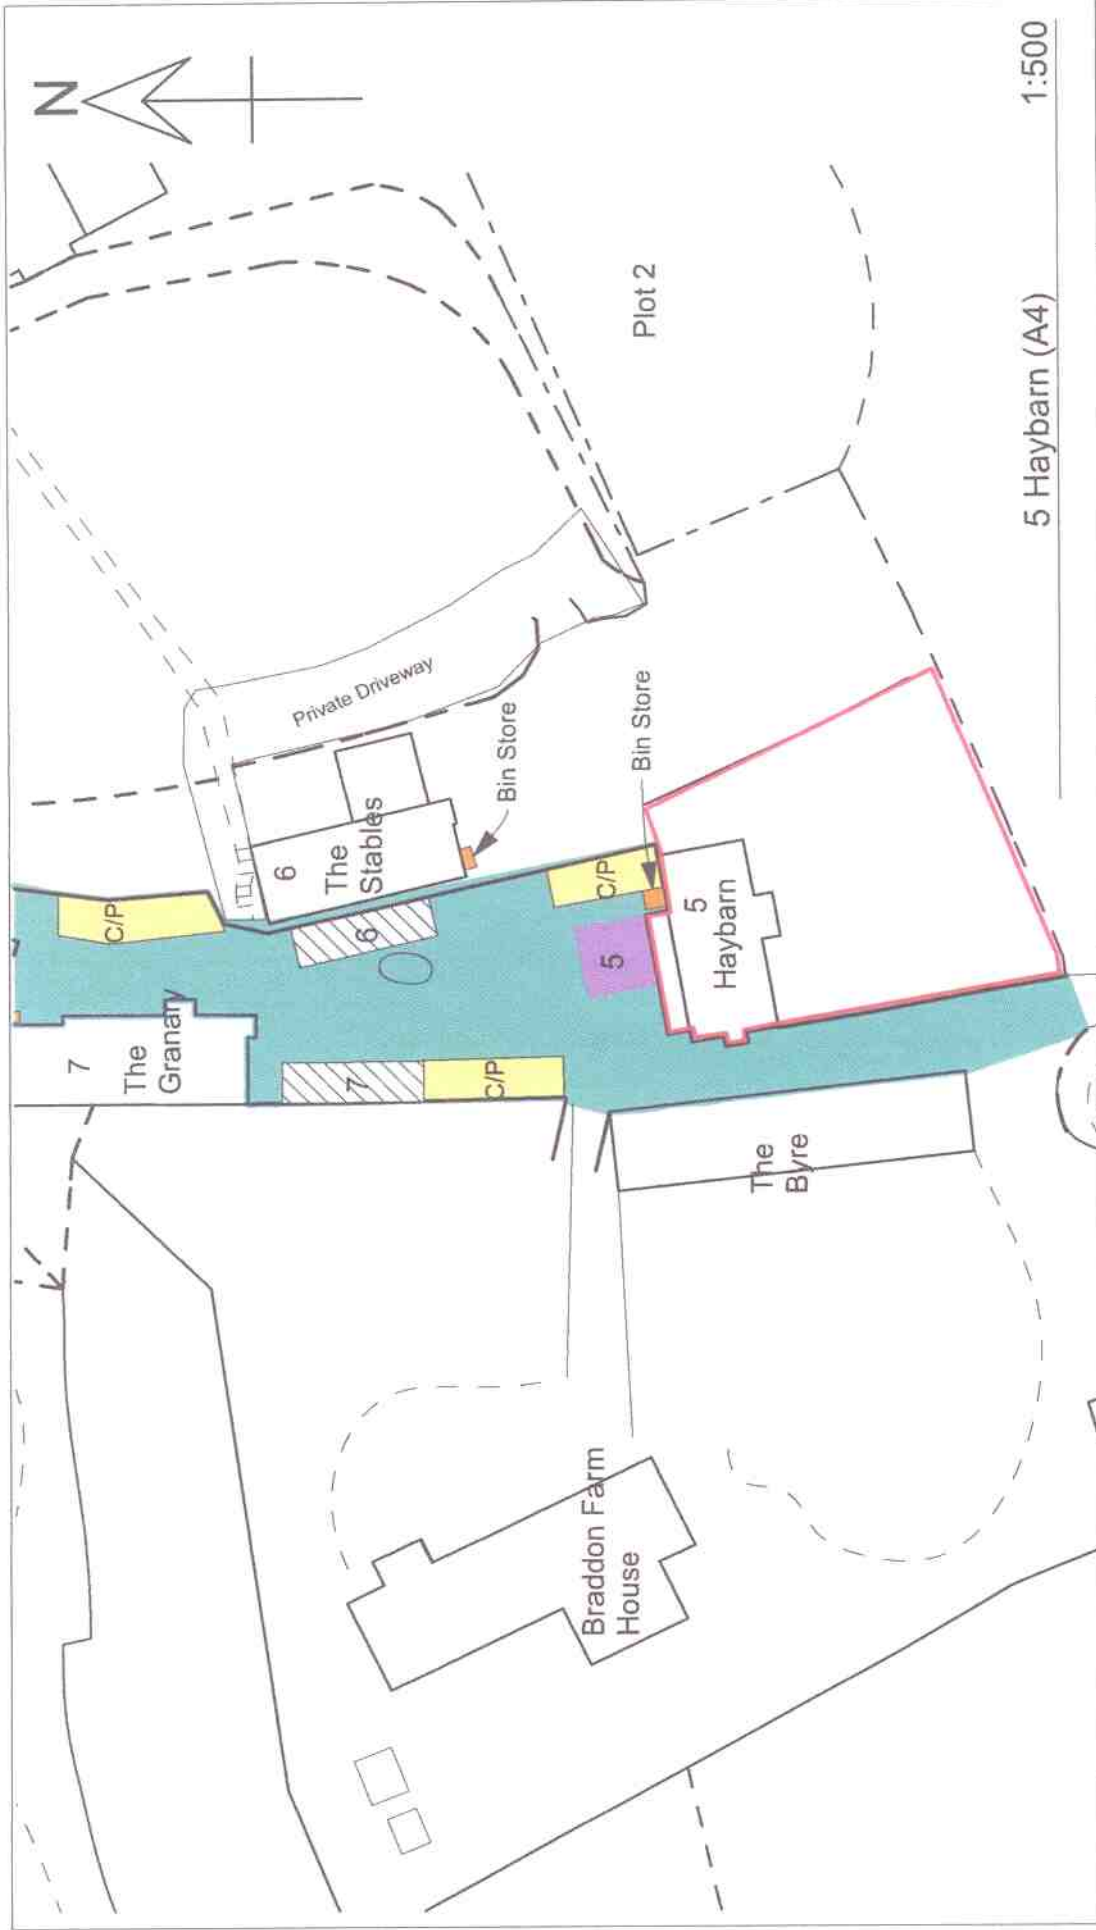 N
7
The
Granary
C/P
6
The
Stables
Private Driveway
6
7
C/P
Bin Store
C/P
5
Bin Store
Plot 2
5
Haybarn
The
Byre
Braddon Farm
House
5 Haybarn (A4)
1:500